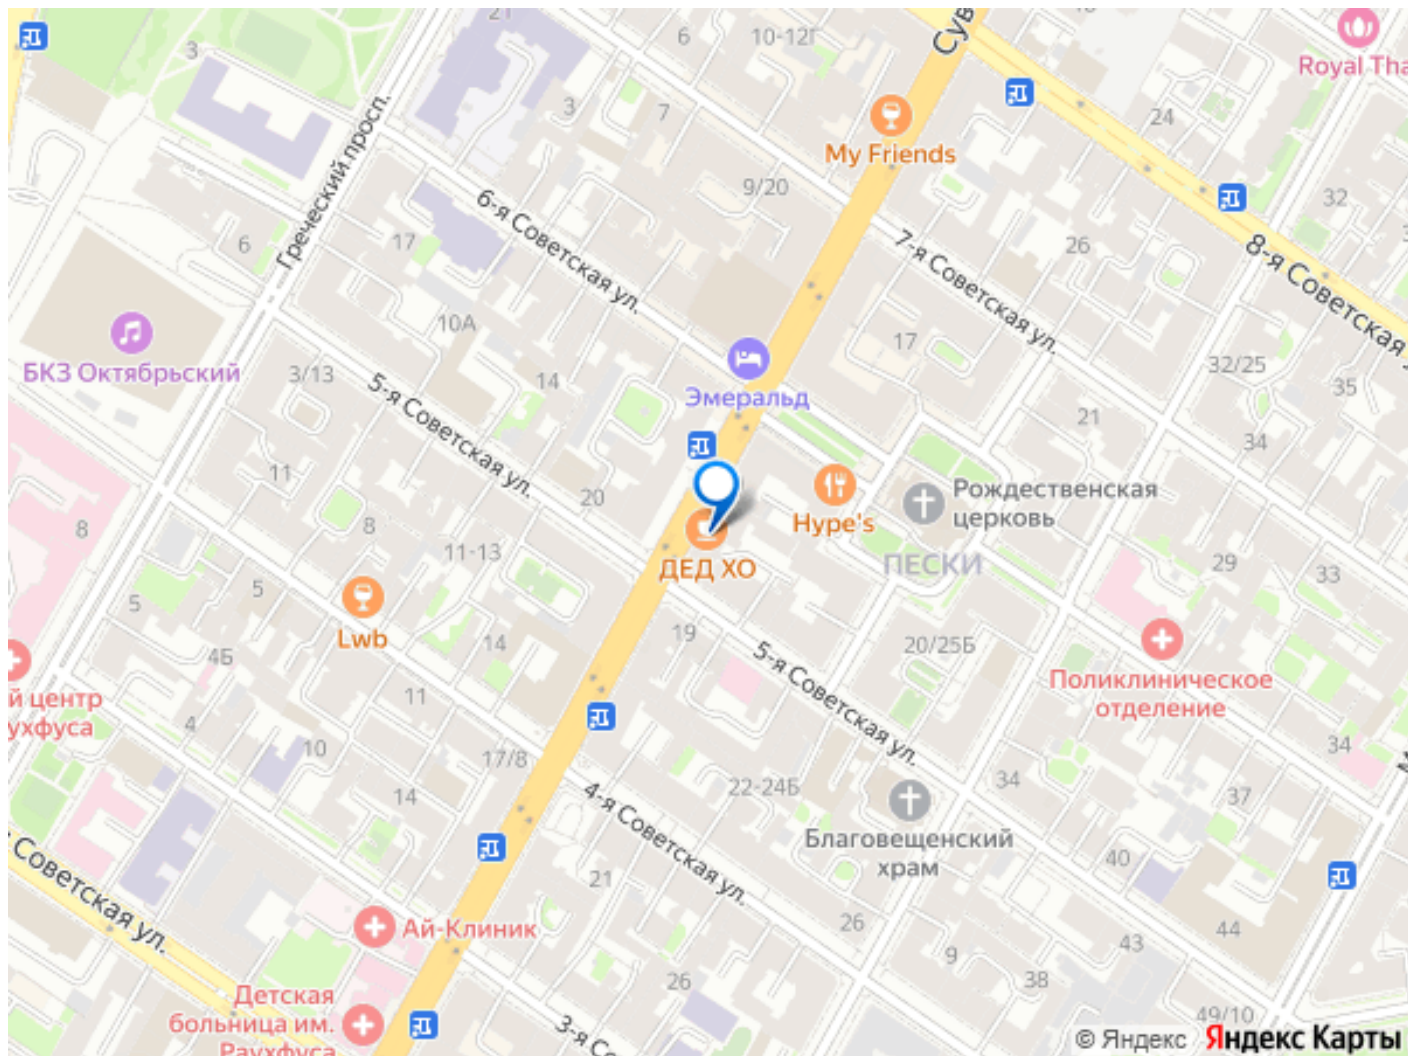 21
6
10-12Г
Сув
Royal Tha
3
3
7
24
My Friends
Греческий просп.
9/20
32
6-я Советская ул.
17
6
7-я Советская ул.
26
8-я Советская
10А
17
БКЗ Октябрьский
3/13
14
Эмеральд
32/25
35
5-я Советская ул.
21
34
11
20
Hype's
Рождественская
церковь
8
8
11-13
ДЕД ХО
ПЕСКИ
29
33
5
5
Lwb
19
5-я Советская ул.
20/25Б
14
4Б
Поликлиническое
отделение
й центр
ухфуса
11
4
10
17/8
34
14
4-я Советская ул.
22-24Б
34
37
Благовещенский
храм
40
Советская ул.
21
26
44
Ай-Клиник
43
9
38
26
Детская
больница им.
Раухфуса
3-я Со
49/10
© Яндекс Яндекс Карты